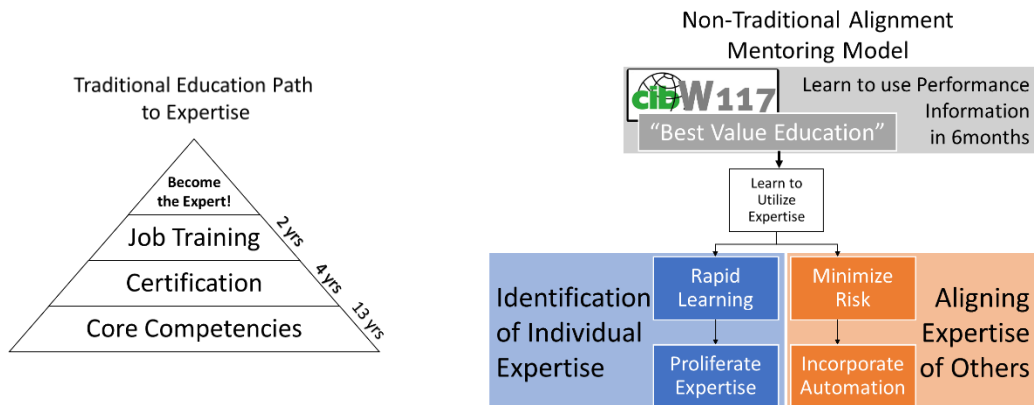 Traditional Education Path
to Expertise
Become
the Expert!
Job Training
2 yrs
Certification
4 yrs
Core Competencies
13 yrs
Non-Traditional Alignment
Mentoring Model
cibW117
Learn to use Performance
Information
in 6months
“Best Value Education”
Learn to
Utilize
Expertise
Identification
of Individual
Expertise
Rapid
Learning
Proliferate
Expertise
Minimize
Risk
Incorporate
Automation
Aligning
Expertise
of Others